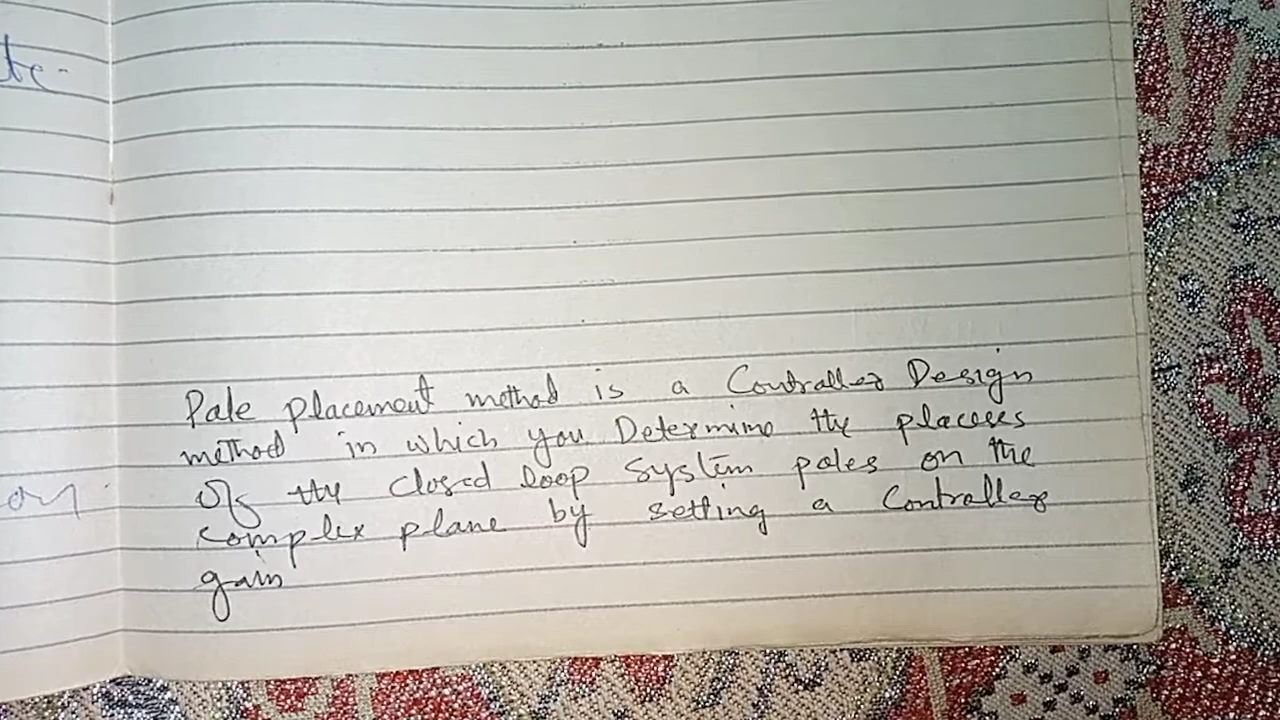 te-
Pole placement method is a Controller Design
method in which you Determine the places
of the closed loop system poles on the
complex plane by setting a Controller
gain